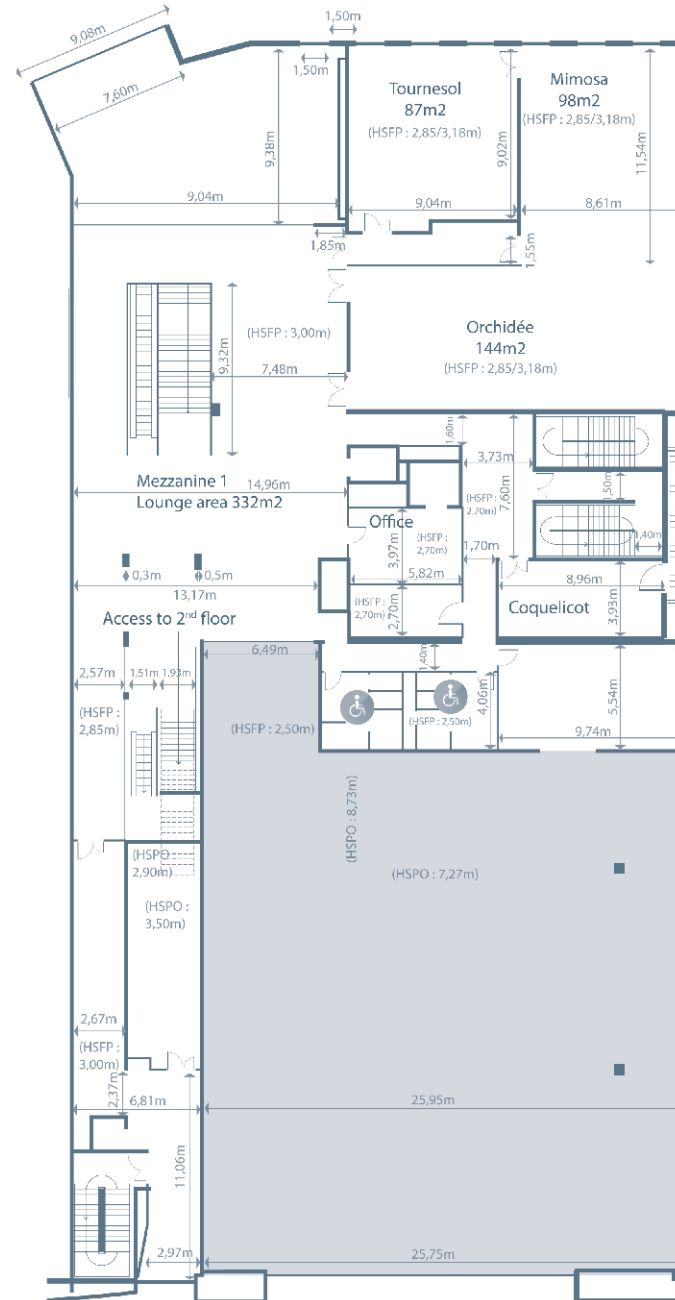 1,50m
9,08m
7,60m
1,50m
9,38m
9,04m
1,85m
Tournesol
87m2
(HSFP : 2,85/3,18m)
9,02m
9,04m
Mimosa
98m2
(HSFP : 2,85/3,18m)
11,54m
8,61m
1,55m
(HSFP : 3,00m)
9,32m
7,48m
Orchidée
144m2
(HSFP : 2,85/3,18m)
Mezzanine 1
Lounge area 332m2
14,96m
1,60m
3,73m
(HSFP :
2,70m)
7,60m
1,50m
1,40m
Office
(HSFP :
2,70m)
3,97m
5,82m
1,70m
0,3m
0,5m
13,17m
(HSFP :
2,70m)
2,70m
8,96m
Coquelicot
3,93m
Access to 2nd floor
6,49m
1,40m
2,57m
1,51m
1.93m
(HSFP :
2,85m)
(HSFP : 2,50m)
(HSFP : 2,50m)
4,06m
5,54m
9,74m
(HSPO : 8,73m)
(HSPO : 7,27m)
(HSPO
2,90m)
(HSPO :
3,50m)
2,67m
(HSFP :
3,00m)
2,37m
6,81m
25,95m
11,06m
2,97m
25,75m